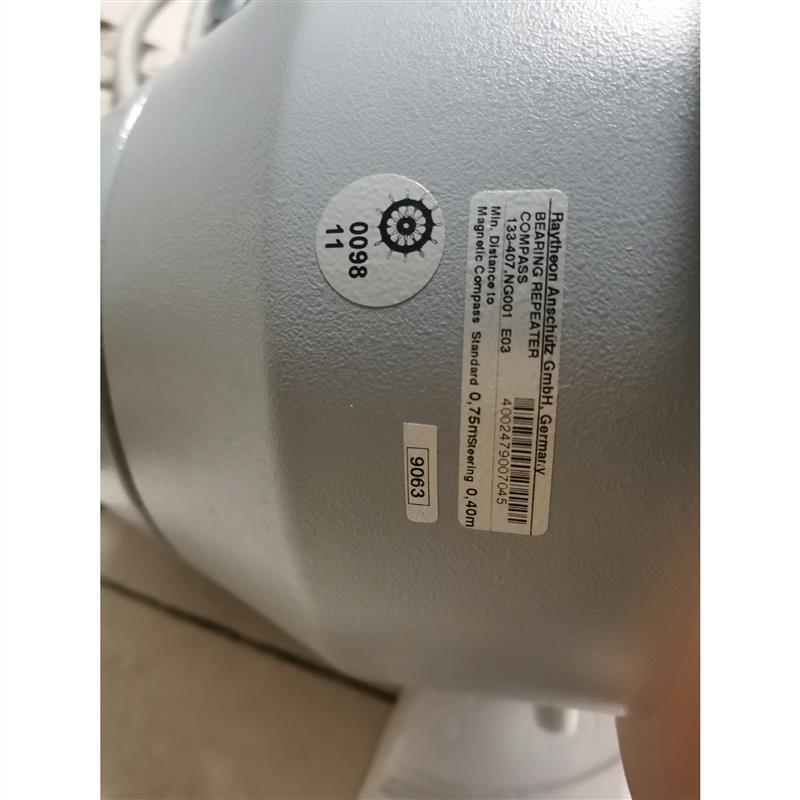 Raytheon Anschütz GmbH, Germany
BEARING REPEATER
COMPASS
133-407.NG001 E03
4002479007045
Min. Distance to
Magnetic Compass Standard 0,75m Steering 0,40m
0098
11
9063